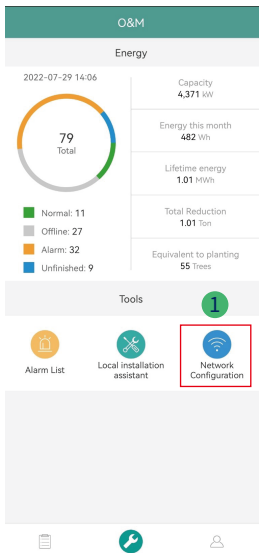 O&M
Energy
2022-07-29 14:06
79
Total
Normal: 11
Offline: 27
Alarm: 32
Unfinished: 9
Capacity
4,371 kW
Energy this month
482 Wh
Lifetime energy
1.01 MWh
Total Reduction
1.01 Ton
Equivalent to planting
55 Trees
Tools
1
Alarm List
Local installation
assistant
Network
Configuration